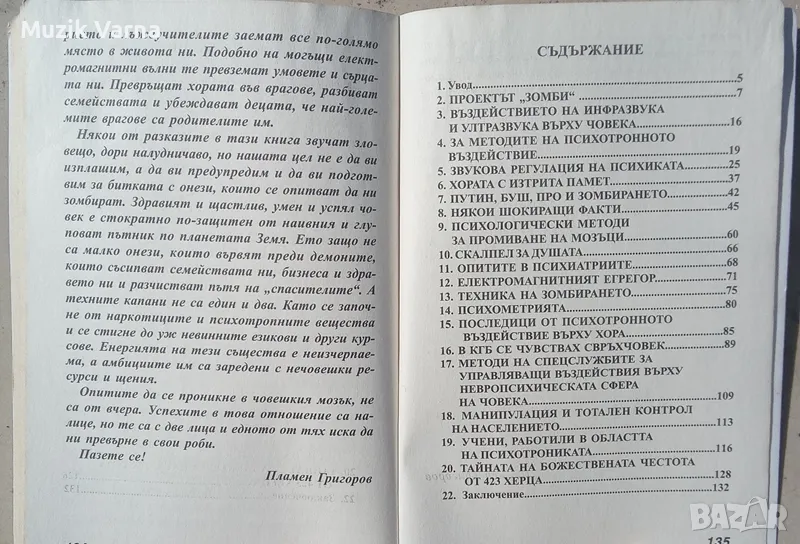 Muzik Varna
място в живота ни. Подобно на могъщи елект-
ромагнитни вълни те превземат умовете и сърца-
та ни. Превръщат хората във врагове, разбиват
семействата и убеждават децата, че най-голе-
мите врагове са родителите им.
Някои от разказите в тази книга звучат зло-
вещо, дори налудничаво, но нашата цел не е да ви
изплашим, а да ви предупредим и да ви подгот-
вим за битката с онези, които се опитват да ни
зомбират. Здравият и щастлив, умен и успял чо-
век е стократно по-защитен от наивния и глу-
поват пътник по планетата Земя. Ето защо не
са малко онези, които вървят преди демоните,
които съсипват семействата ни, бизнеса и здра-
вето ни и разчистват пътя на „спасителите“. А
техните капани не са един и два. Като се започ-
не от наркотиците и психотропните вещества
и се стигне до уж невинните езикови и други кур-
сове. Енергията на тези същества е неизчерпа-
ема, а амбициите им са заредени с нечовешки ре-
сурси и щения.
Опитите да се проникне в човешкия мозък, не
са от вчера. Успехите в това отношение са на-
лице, но те са с две лица и едното от тях иска да
ни превърне в свои роби.
Пазете се!
Пламен Григоров
СЪДЪРЖАНИЕ
1. Увод 5
2. ПРОЕКТЪТ „ЗОМБИ“ 7
3. ВЪЗДЕЙСТВИЕТО НА ИНФРАЗВУКА
И УЛТРАЗВУКА ВЪРХУ ЧОВЕКА 16
4. ЗА МЕТОДИТЕ НА ПСИХОТРОННОТО
ВЪЗДЕЙСТВИЕ 19
5. ЗВУКОВА РЕГУЛАЦИЯ НА ПСИХИКАТА 25
6. ХОРАТА С ИЗТРИТА ПАМЕТ 37
7. ПУТИН, БУШ, ПРО И ЗОМБИРАНЕТО 42
8. НЯКОИ ШОКИРАЩИ ФАКТИ 45
9. ПСИХОЛОГИЧЕСКИ МЕТОДИ
ЗА ПРОМИВАНЕ НА МОЗЪЦИ 60
10. СКАЛПЕЛ ЗА ДУШАТА 66
11. ОПИТИТЕ В ПСИХИАТРИИТЕ 68
12. ЕЛЕКТРОМАГНИТНИЯТ ЕГРЕГОР 71
13. ТЕХНИКА НА ЗОМБИРАНЕТО 75
14. ПСИХОМЕТРИЯТА 80
15. ПОСЛЕДИЦИ ОТ ПСИХОТРОННОТО
ВЪЗДЕЙСТВИЕ ВЪРХУ ХОРА 85
16. В КГБ СЕ ЧУВСТВАХ СВРЪХЧОВЕК 89
17. МЕТОДИ НА СПЕЦСЛУЖБИТЕ ЗА
УПРАВЛЯВАЩИ ВЪЗДЕЙСТВИЯ ВЪРХУ
НЕВРОПСИХИЧЕСКАТА СФЕРА
НА ЧОВЕКА 109
18. МАНИПУЛАЦИЯ И ТОТАЛЕН КОНТРОЛ
НА НАСЕЛЕНИЕТО 113
19. УЧЕНИ, РАБОТИЛИ В ОБЛАСТТА
НА ПСИХОТРОНИКАТА 116
20. ТАЙНАТА НА БОЖЕСТВЕНАТА ЧЕСТОТА
ОТ 423 ХЕРЦА 128
22. Заключение 132
135
BAZAR